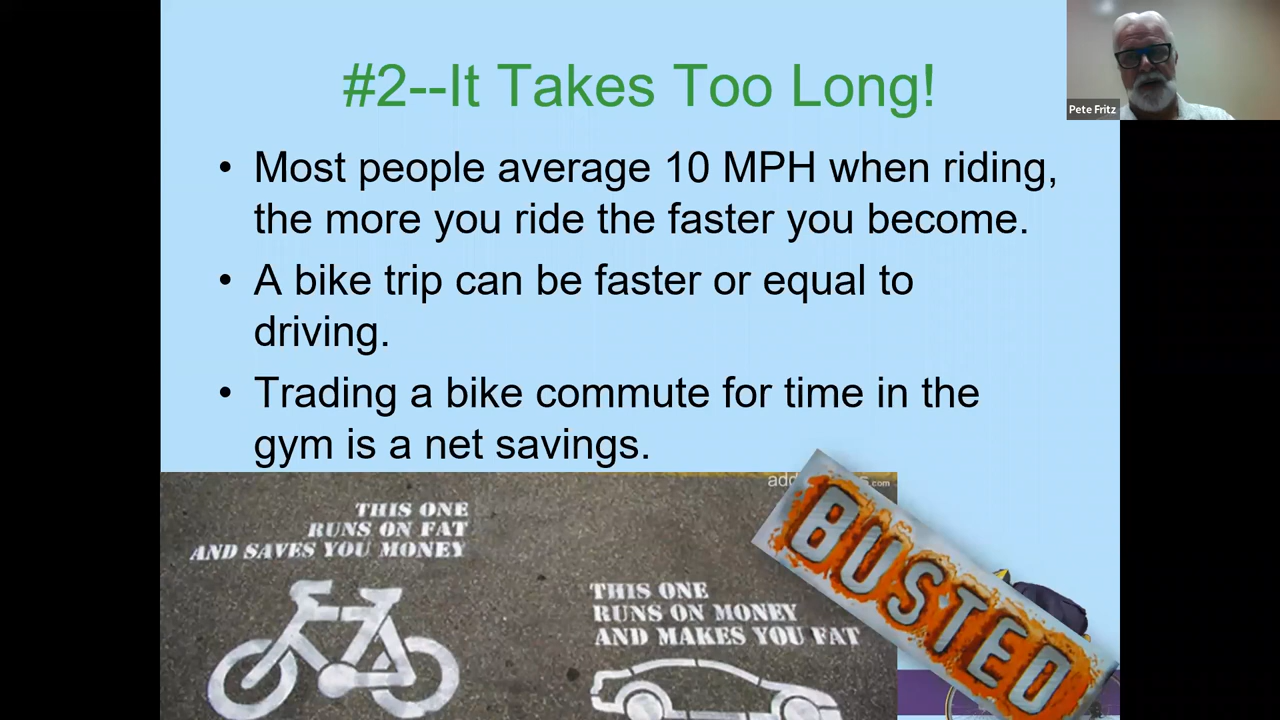 #2--It Takes Too Long!
Pete Fritz
• Most people average 10 MPH when riding,
the more you ride the faster you become.
• A bike trip can be faster or equal to
driving.
• Trading a bike commute for time in the
gym is a net savings.
THIS ONE
RUNS ON FAT
AND SAVES YOU MONEY
THIS ONE
RUNS ON MONEY
AND MAKES YOU FAT
BUSTED